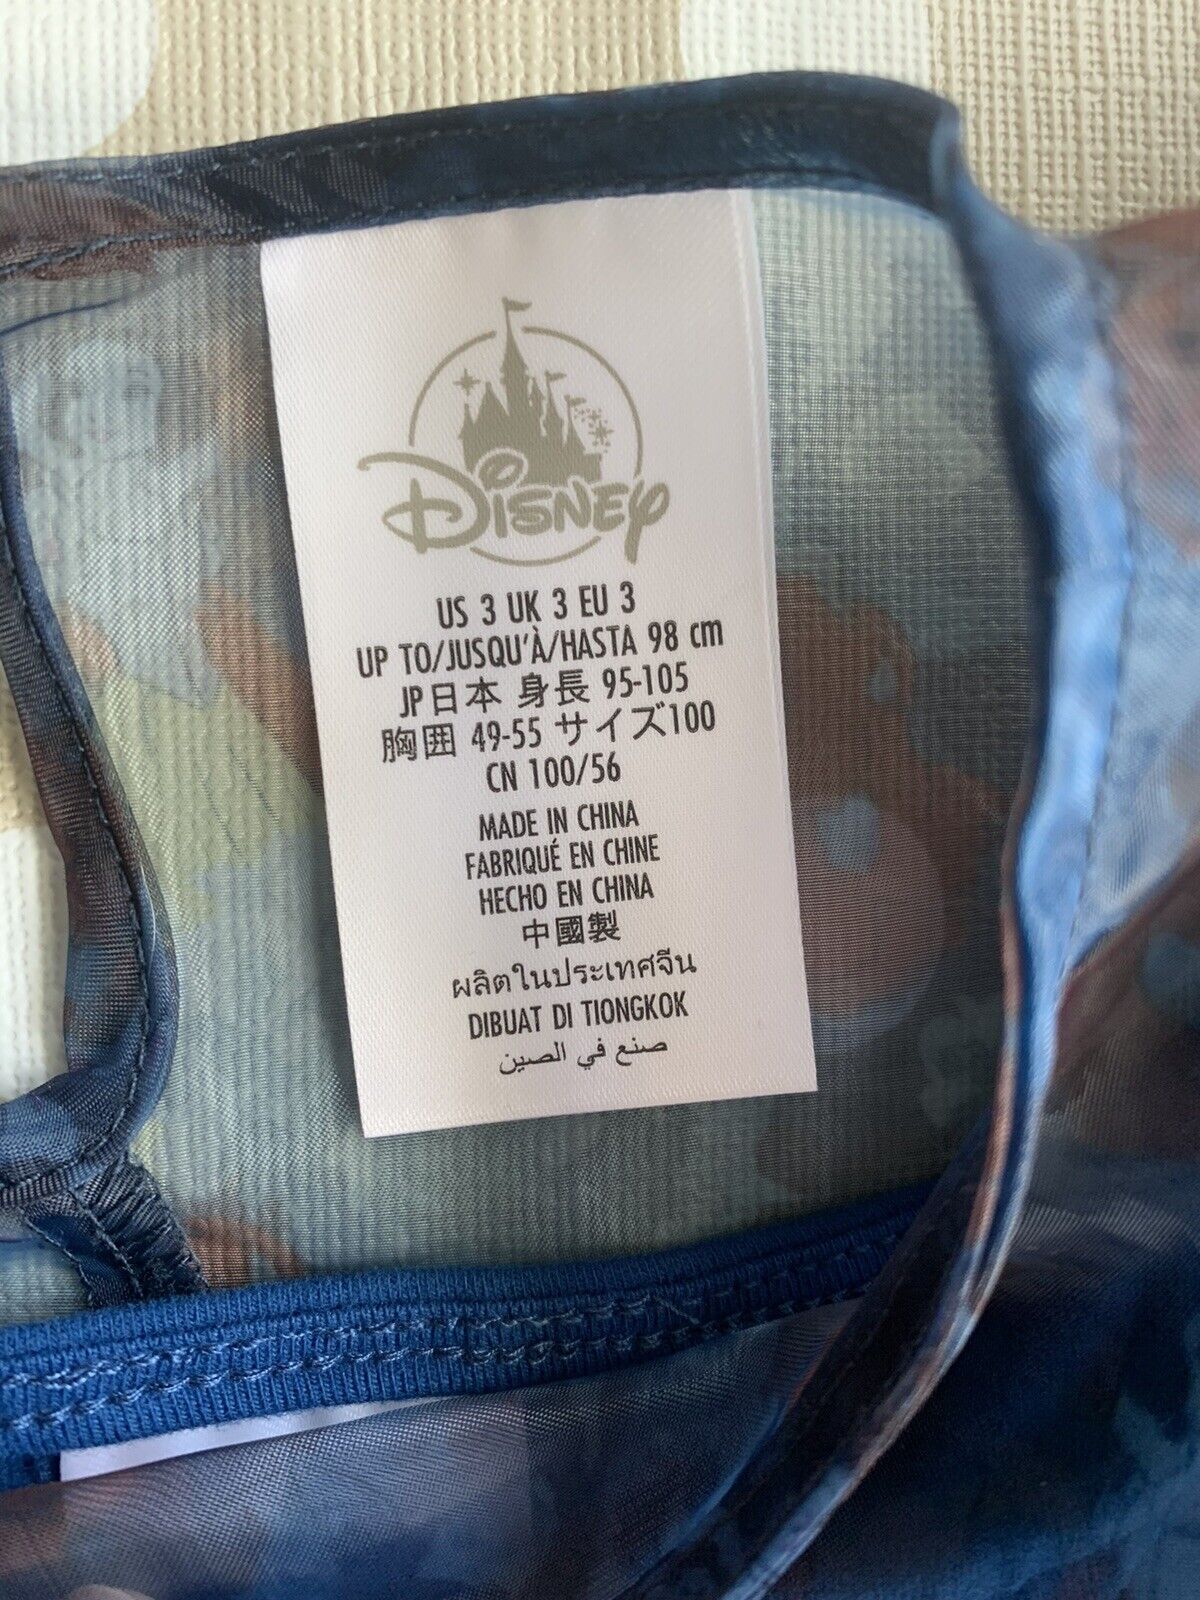 Disney
US 3 UK 3 EU 3
UP TO/JUSQU'À/HASTA 98 cm
JP日本 身長 95-105
胸囲 49-55 サイズ100
CN 100/56
MADE IN CHINA
FABRIQUÉ EN CHINE
HECHO EN CHINA
中國製
ผลิตในประเทศจีน
DIBUAT DI TIONGKOK
صنع في الصين